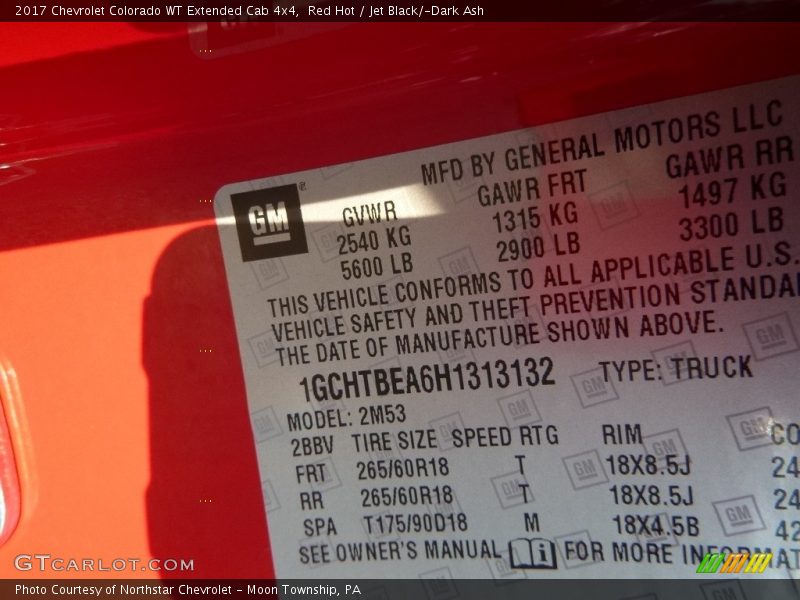 2017 Chevrolet Colorado WT Extended Cab 4x4,  Red Hot / Jet Black/-Dark Ash
MFD BY GENERAL MOTORS LLC
GM
GVWR GAWR FRT GAWR RR
2540 KG 1315 KG 1497 KG
5600 LB 2900 LB 3300 LB
THIS VEHICLE CONFORMS TO ALL APPLICABLE U.S.
VEHICLE SAFETY AND THEFT PREVENTION STANDA
THE DATE OF MANUFACTURE SHOWN ABOVE.
1GCHTBEA6H1313132 TYPE: TRUCK
MODEL: 2M53
2BBV TIRE SIZE SPEED RTG RIM CO
FRT 265/60R18 T 18X8.5J 24
RR 265/60R18 T 18X8.5J 24
SPA T175/90D18 M 18X4.5B 42
SEE OWNER'S MANUAL FOR MORE INFORMAT
GTCARLOT.COM
Photo Courtesy of Northstar Chevrolet - Moon Township, PA